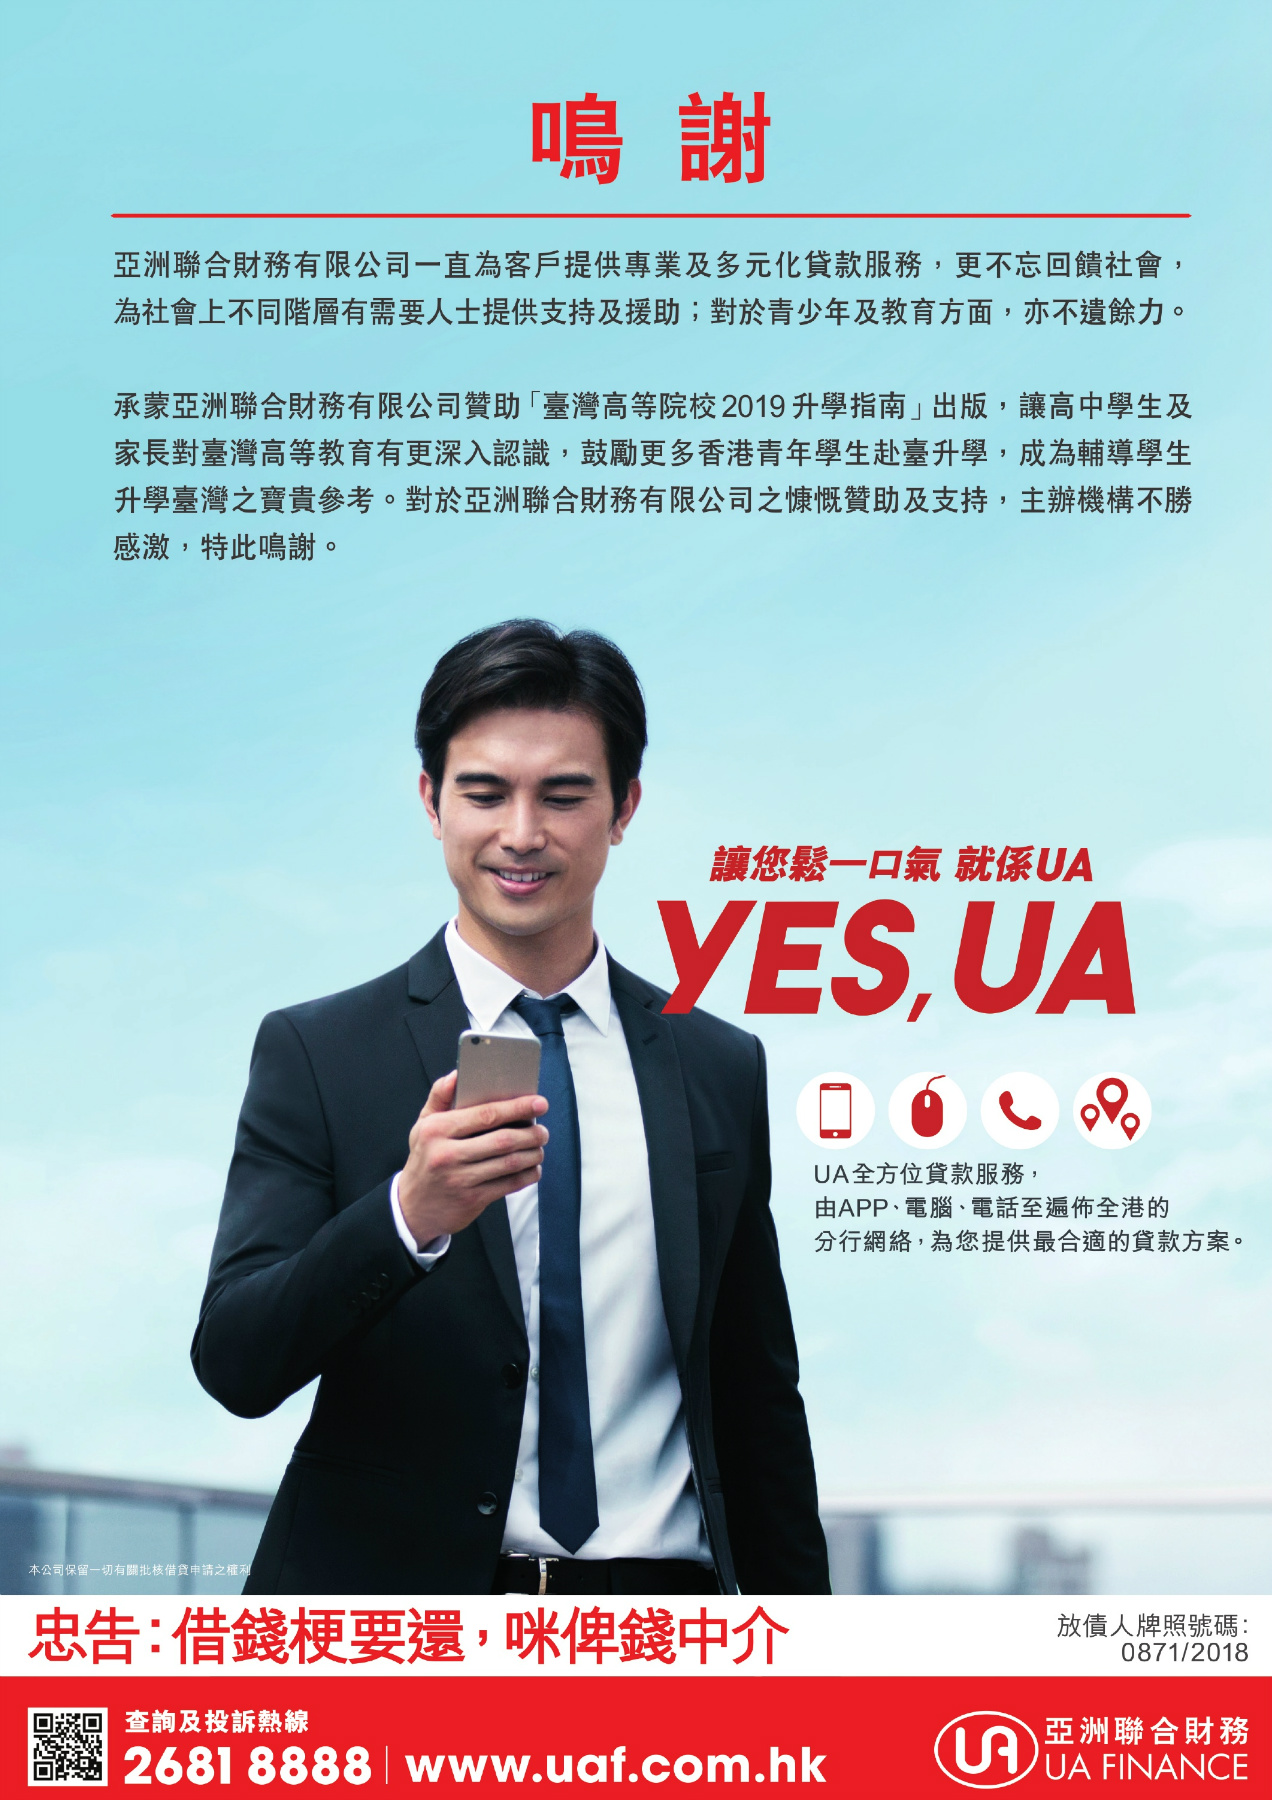 鳴謝
亞洲聯合財務有限公司一直為客戶提供專業及多元化貸款服務，更不忘回饋社會，
為社會上不同階層有需要人士提供支持及援助；對於青少年及教育方面，亦不遺餘力。
承蒙亞洲聯合財務有限公司贊助「臺灣高等院校2019升學指南」出版，讓高中學生及
家長對臺灣高等教育有更深入認識，鼓勵更多香港青年學生赴臺升學，成為輔導學生
升學臺灣之寶貴參考。對於亞洲聯合財務有限公司之慷慨贊助及支持，主辦機構不勝
感激，特此鳴謝。
讓您鬆一口氣 就係UA
YES, UA
UA全方位貸款服務，
由APP、電腦、電話至遍佈全港的
分行網絡，為您提供最合適的貸款方案。
本公司保留一切有關批核借貸申請之權利
忠告：借錢梗要還，咪俾錢中介
放債人牌照號碼：
0871/2018
查詢及投訴熱線
2681 8888 | www.uaf.com.hk
UA
亞洲聯合財務
UA FINANCE